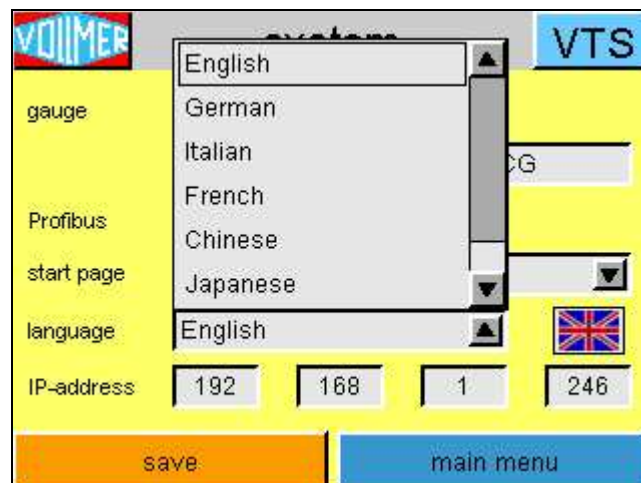 VOLLMER
system
VTS
English
German
Italian
French
Chinese
Japanese
gauge
CG
Profibus
start page
language
English
IP-address
192 168 1 246
save
main menu